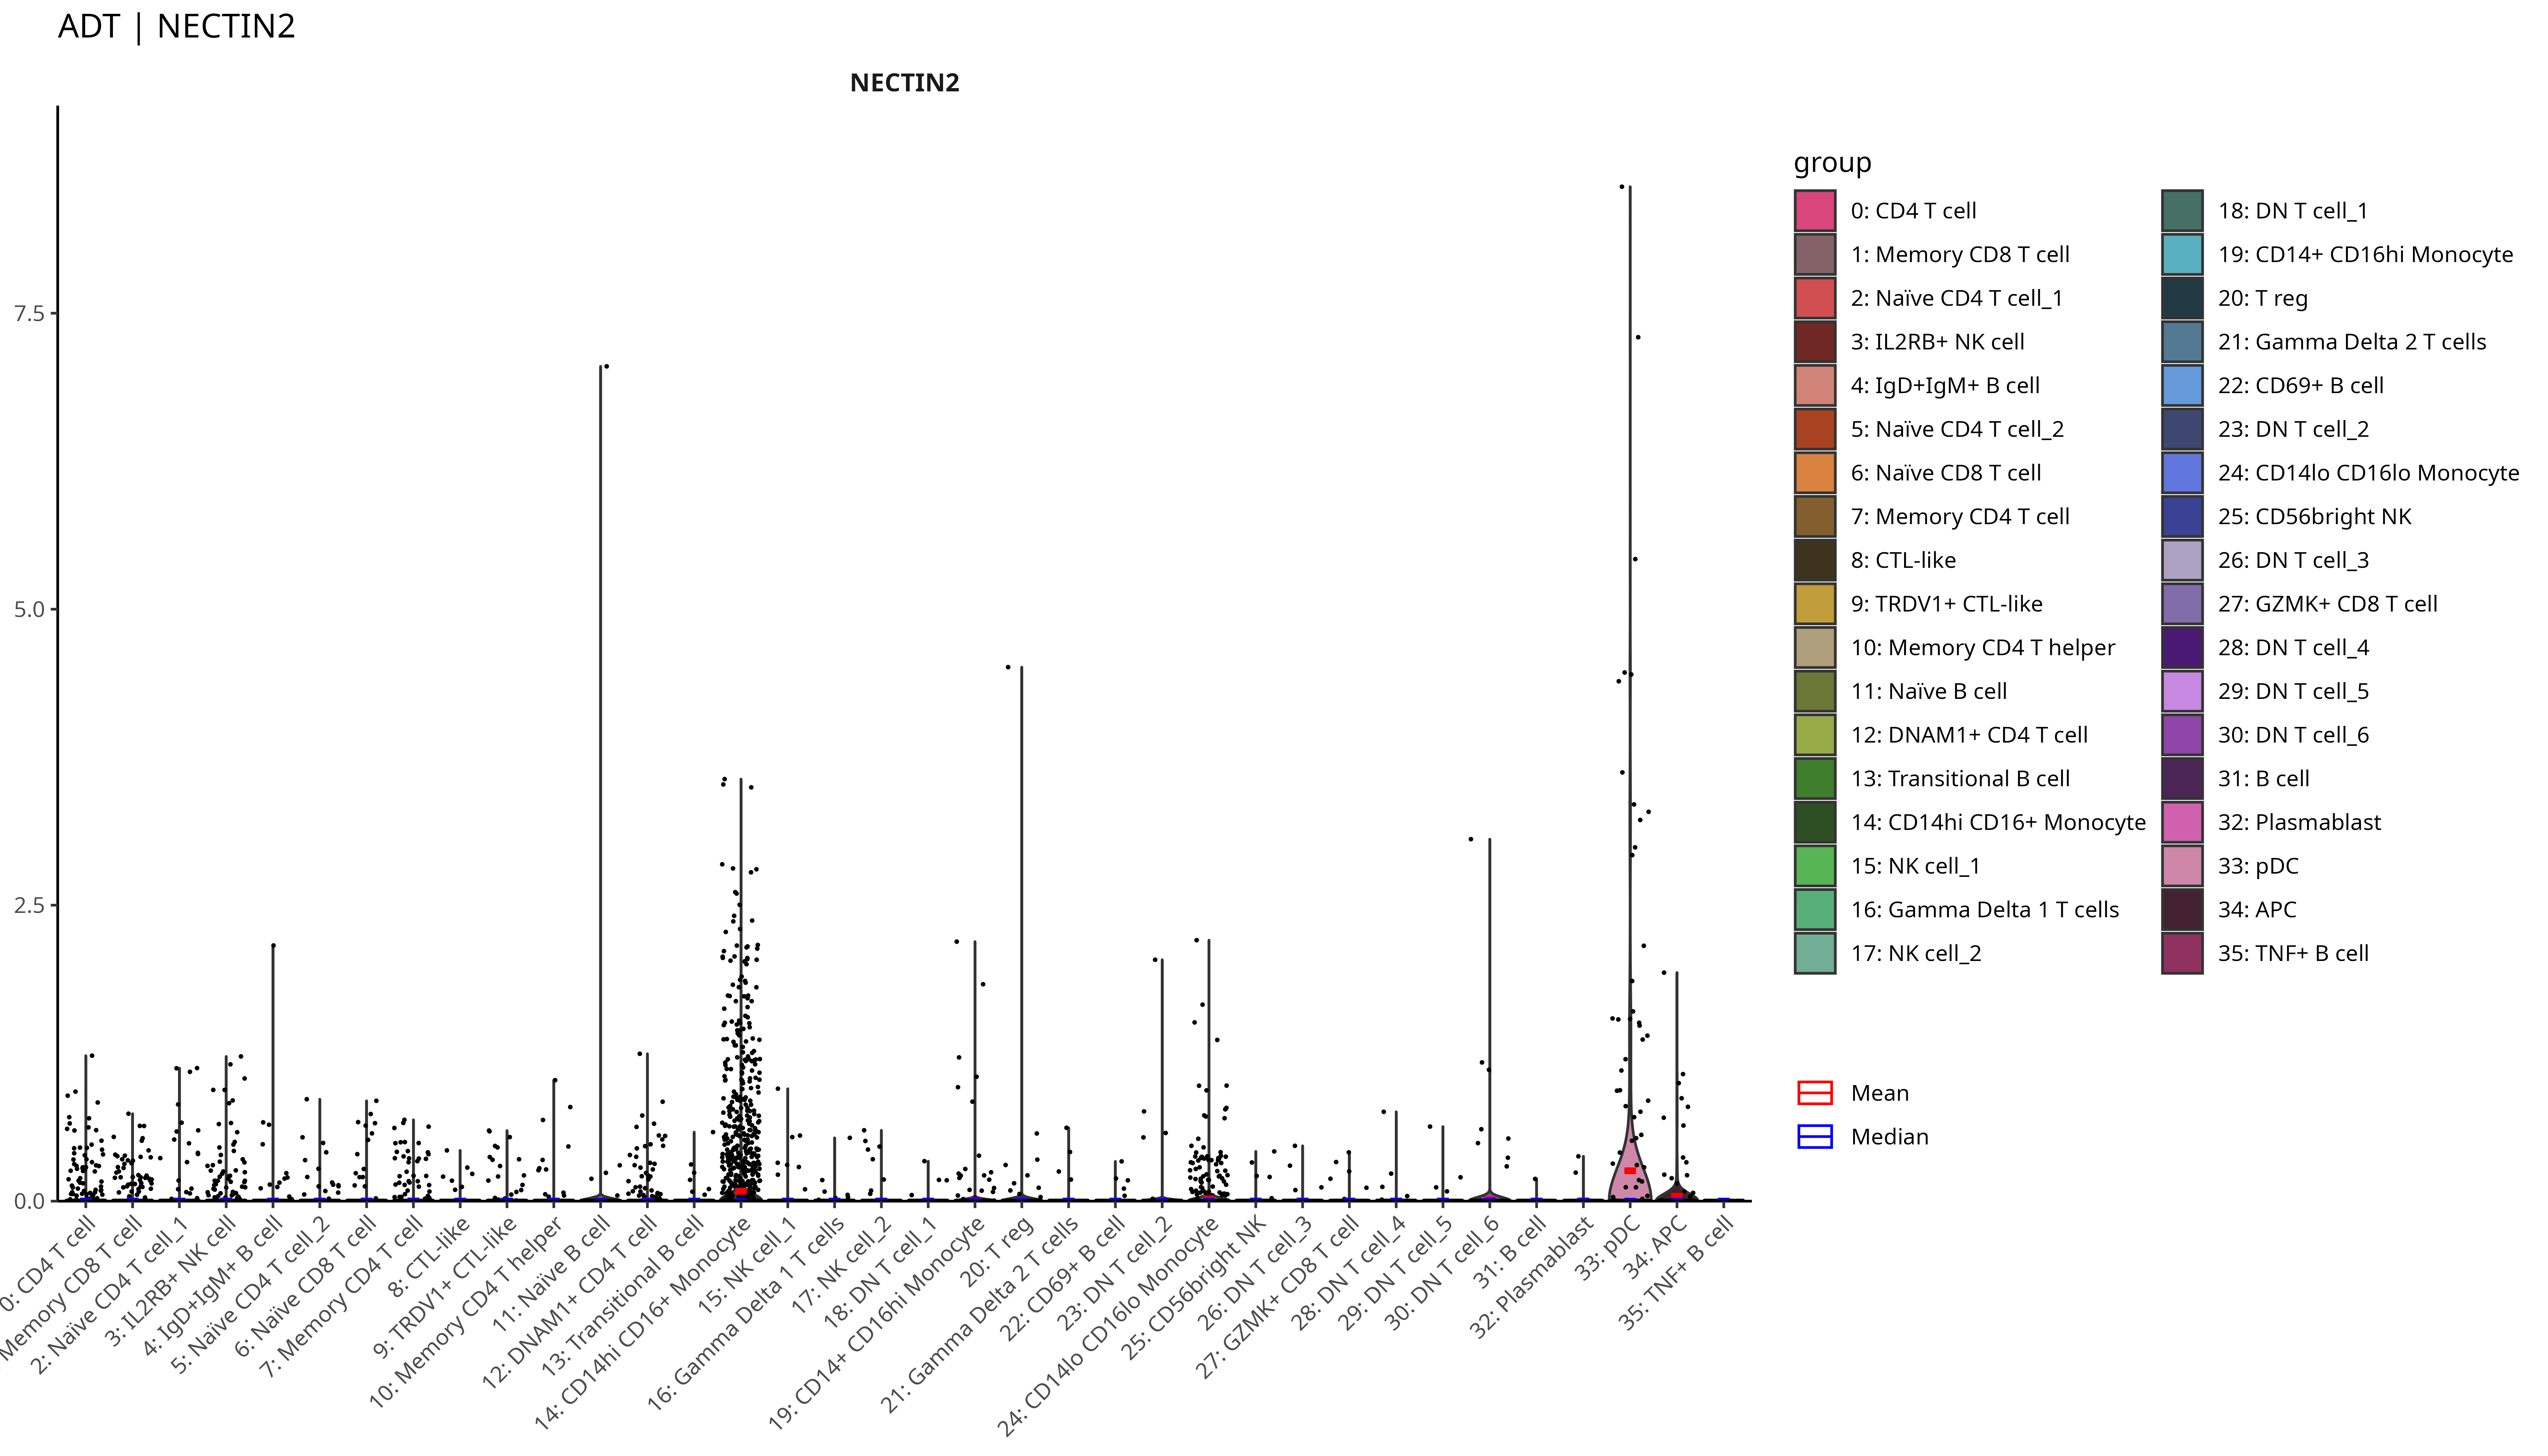 ADT | NECTIN2
NECTIN2
7.5
5.0
2.5
0.0
0: CD4 T cell
Memory CD8 T cell
2: Naïve CD4 T cell_1
3: IL2RB+ NK cell
4: IgD+IgM+ B cell
5: Naïve CD4 T cell_2
6: Naïve CD8 T cell
7: Memory CD4 T cell
8: CTL-like
9: TRDV1+ CTL-like
10: Memory CD4 T helper
11: Naïve B cell
12: DNAM1+ CD4 T cell
13: Transitional B cell
14: CD14hi CD16+ Monocyte
15: NK cell_1
16: Gamma Delta 1 T cells
17: NK cell_2
18: DN T cell_1
19: CD14+ CD16hi Monocyte
20: T reg
21: Gamma Delta 2 T cells
22: CD69+ B cell
23: DN T cell_2
24: CD14lo CD16lo Monocyte
25: CD56bright NK
26: DN T cell_3
27: GZMK+ CD8 T cell
28: DN T cell_4
29: DN T cell_5
30: DN T cell_6
31: B cell
32: Plasmablast
33: pDC
34: APC
35: TNF+ B cell
group
0: CD4 T cell
1: Memory CD8 T cell
2: Naïve CD4 T cell_1
3: IL2RB+ NK cell
4: IgD+IgM+ B cell
5: Naïve CD4 T cell_2
6: Naïve CD8 T cell
7: Memory CD4 T cell
8: CTL-like
9: TRDV1+ CTL-like
10: Memory CD4 T helper
11: Naïve B cell
12: DNAM1+ CD4 T cell
13: Transitional B cell
14: CD14hi CD16+ Monocyte
15: NK cell_1
16: Gamma Delta 1 T cells
17: NK cell_2
18: DN T cell_1
19: CD14+ CD16hi Monocyte
20: T reg
21: Gamma Delta 2 T cells
22: CD69+ B cell
23: DN T cell_2
24: CD14lo CD16lo Monocyte
25: CD56bright NK
26: DN T cell_3
27: GZMK+ CD8 T cell
28: DN T cell_4
29: DN T cell_5
30: DN T cell_6
31: B cell
32: Plasmablast
33: pDC
34: APC
35: TNF+ B cell
Mean
Median